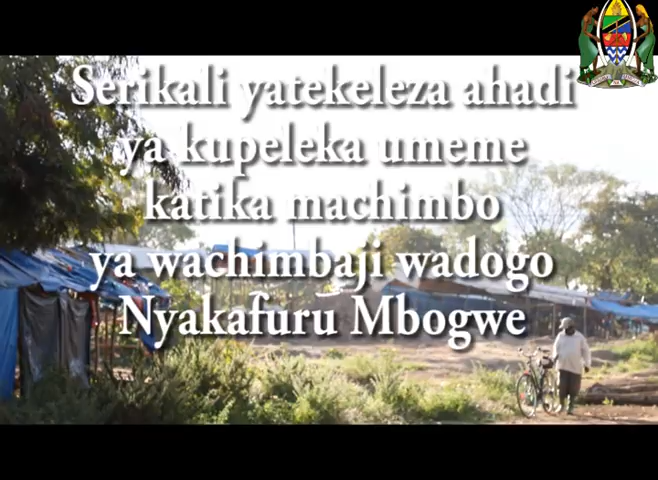 Serikali yatekeleza ahadi
ya kupeleka umeme
katika machimbo
ya wachimbaji wadogo
Nyakafuru Mbogwe